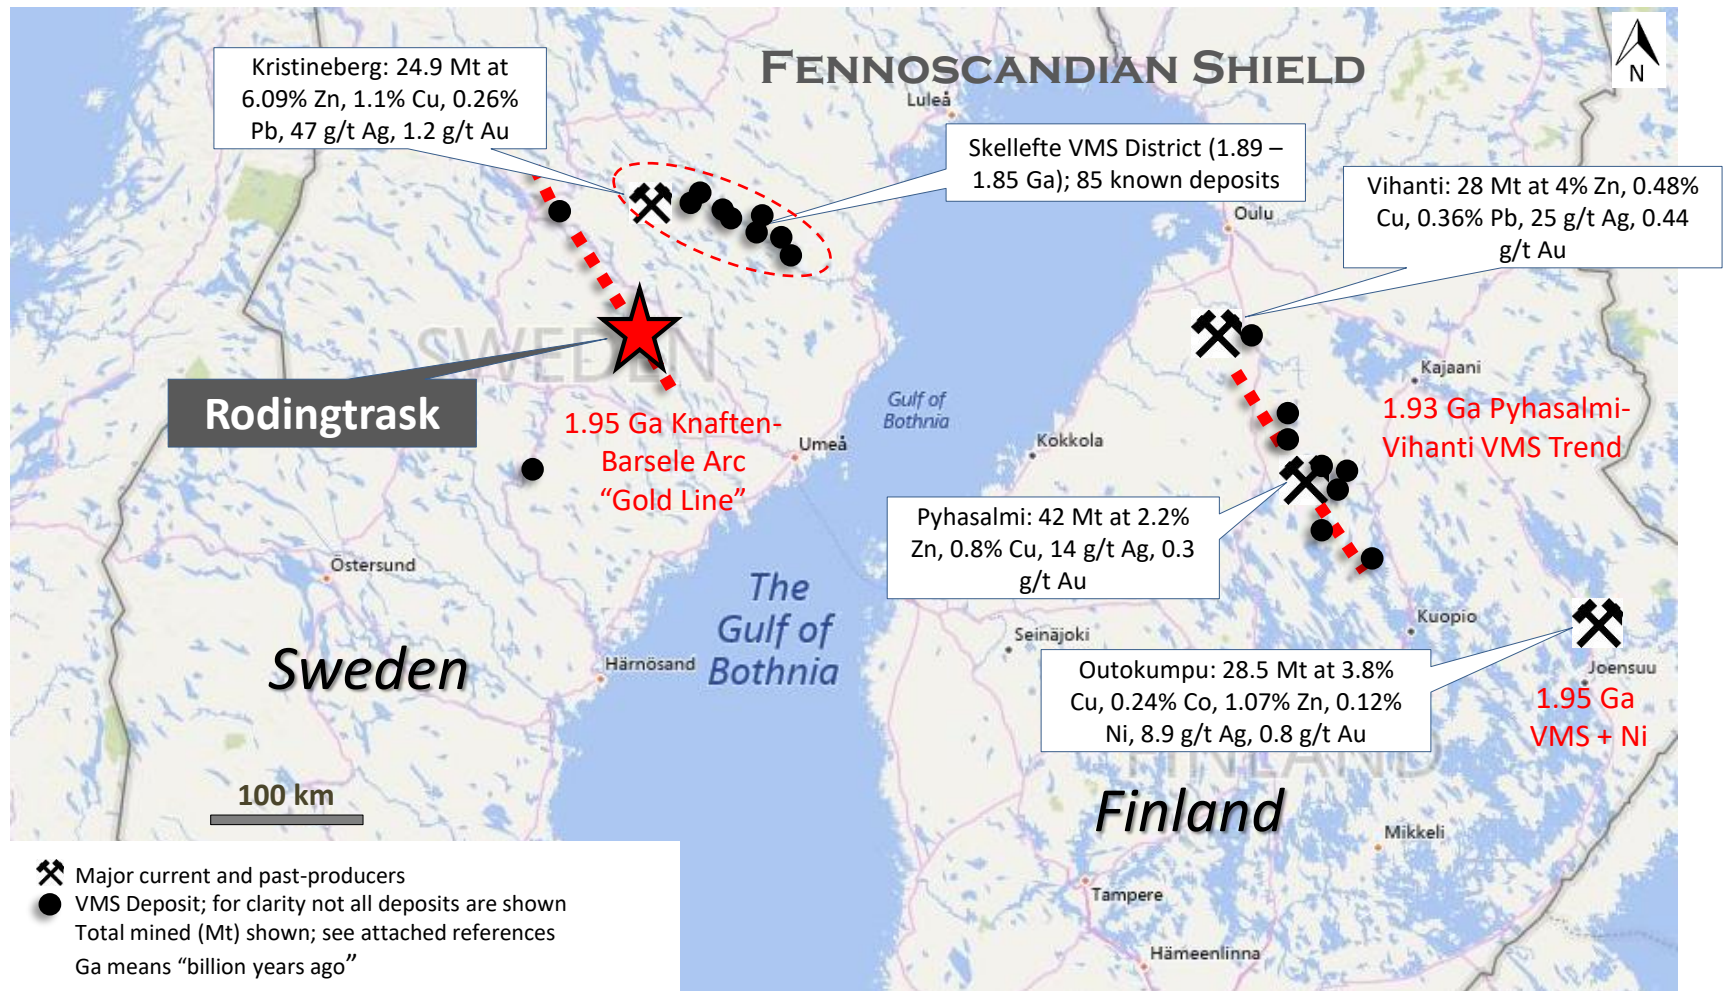 FENNOSCANDIAN SHIELD
N
Kristineberg: 24.9 Mt at
6.09% Zn, 1.1% Cu, 0.26%
Pb, 47 g/t Ag, 1.2 g/t Au
Luleå
Skellefte VMS District (1.89 –
1.85 Ga); 85 known deposits
Vihanti: 28 Mt at 4% Zn, 0.48%
Cu, 0.36% Pb, 25 g/t Ag, 0.44
g/t Au
Oulu
SWEDEN
Rodingtrask
Kajaani
Gulf of
Bothnia
1.95 Ga Knaften-
Barsele Arc
“Gold Line”
1.93 Ga Pyhasalmi-
Vihanti VMS Trend
Umeå
Kokkola
Pyhasalmi: 42 Mt at 2.2%
Zn, 0.8% Cu, 14 g/t Ag, 0.3
g/t Au
Östersund
The
Gulf of
Bothnia
Kuopio
Seinäjoki
Sweden
Härnösand
Outokumpu: 28.5 Mt at 3.8%
Cu, 0.24% Co, 1.07% Zn, 0.12%
Ni, 8.9 g/t Ag, 0.8 g/t Au
Joensuu
1.95 Ga
VMS + Ni
FINLAND
Finland
100 km
Mikkeli
Major current and past-producers
VMS Deposit; for clarity not all deposits are shown
Total mined (Mt) shown; see attached references
Ga means “billion years ago”
Tampere
Hämeenlinna